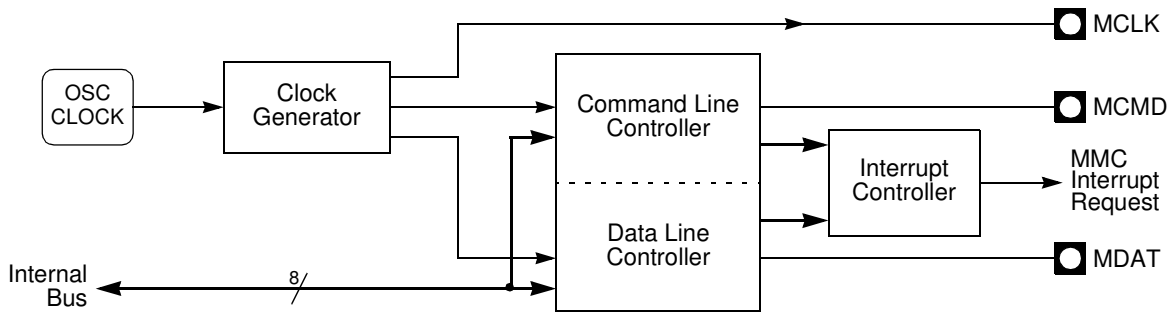 MCLK
OSC
CLOCK
Clock
Generator
Command Line
Controller
MCMD
Interrupt
Controller
MMC
Interrupt
Request
Data Line
Controller
MDAT
Internal
Bus
8